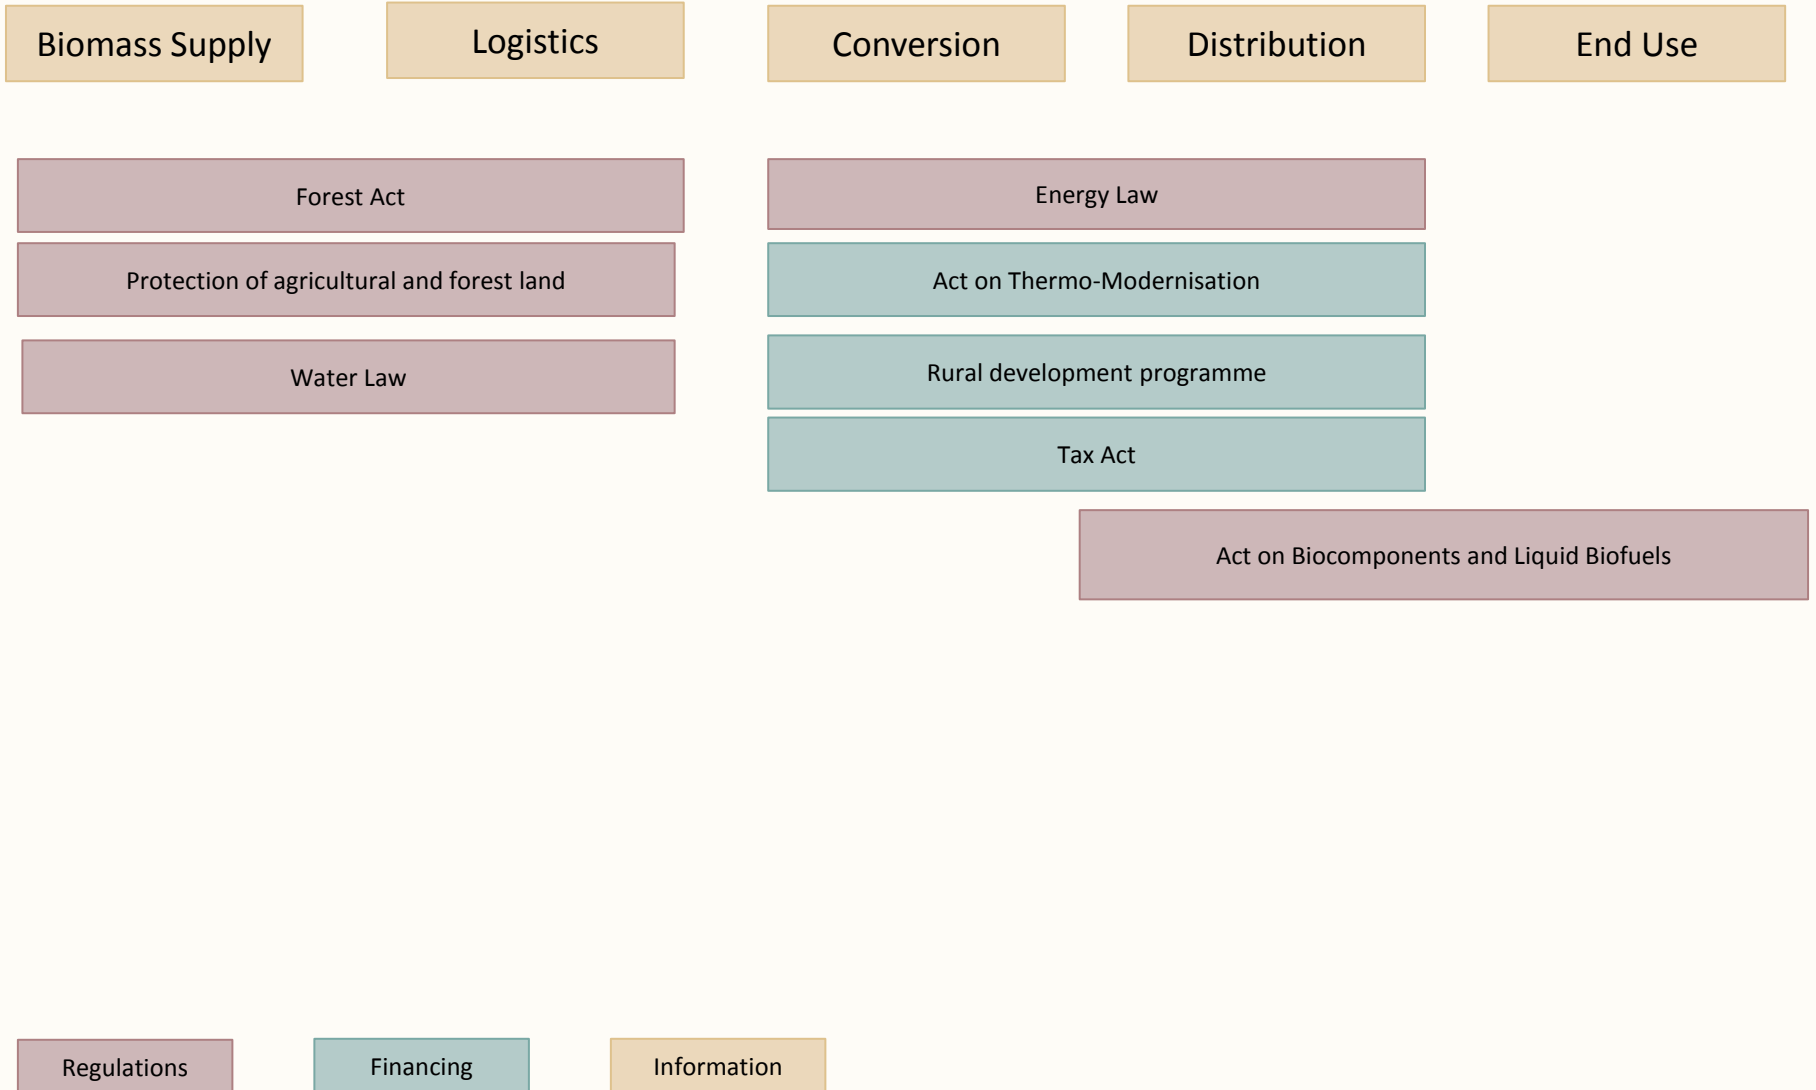 Biomass Supply
Logistics
Conversion
Distribution
End Use
Forest Act
Energy Law
Protection of agricultural and forest land
Act on Thermo-Modernisation
Water Law
Rural development programme
Tax Act
Act on Biocomponents and Liquid Biofuels
Regulations
Financing
Information